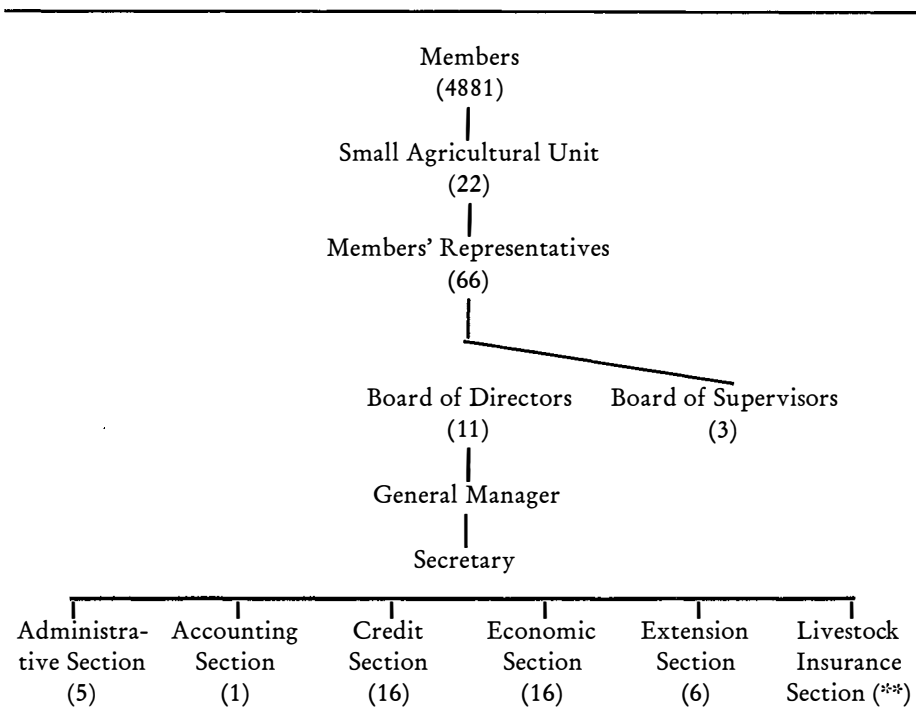 Members
(4881)
Small Agricultural Unit
(22)
Members' Representatives
(66)
Board of Directors
(11)
Board of Supervisors
(3)
General Manager
Secretary
Administra-
tive Section
(5)
Accounting
Section
(1)
Credit
Section
(16)
Economic
Section
(16)
Extension
Section
(6)
Livestock
Insurance
Section (**)